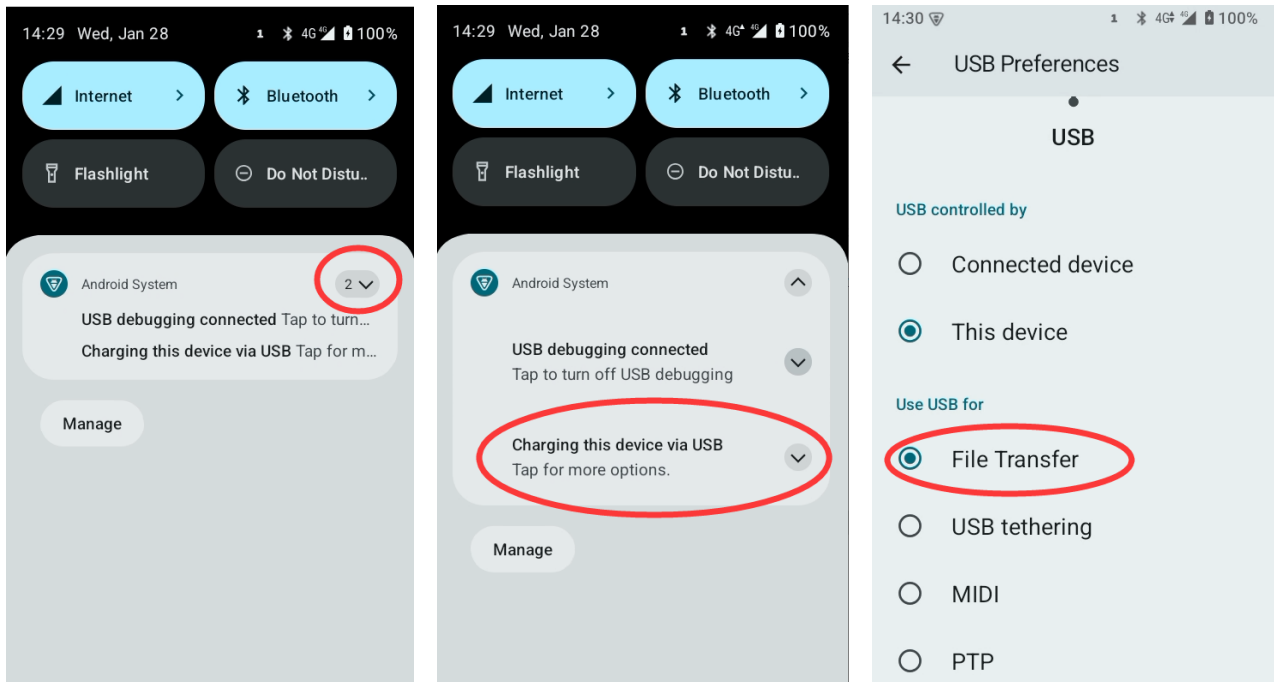 14:29 Wed, Jan 28 1 4G 4G 100%
Internet
Bluetooth
Flashlight
Do Not Distu..
Android System
2
USB debugging connected Tap to turn...
Charging this device via USB Tap for m...
Manage
14:29 Wed, Jan 28 1 4G 4G 100%
Internet
Bluetooth
Flashlight
Do Not Distu..
Android System
USB debugging connected
Tap to turn off USB debugging
Charging this device via USB
Tap for more options.
Manage
14:30 1 4G 4G 100%
USB Preferences
USB
USB controlled by
Connected device
This device
Use USB for
File Transfer
USB tethering
MIDI
PTP